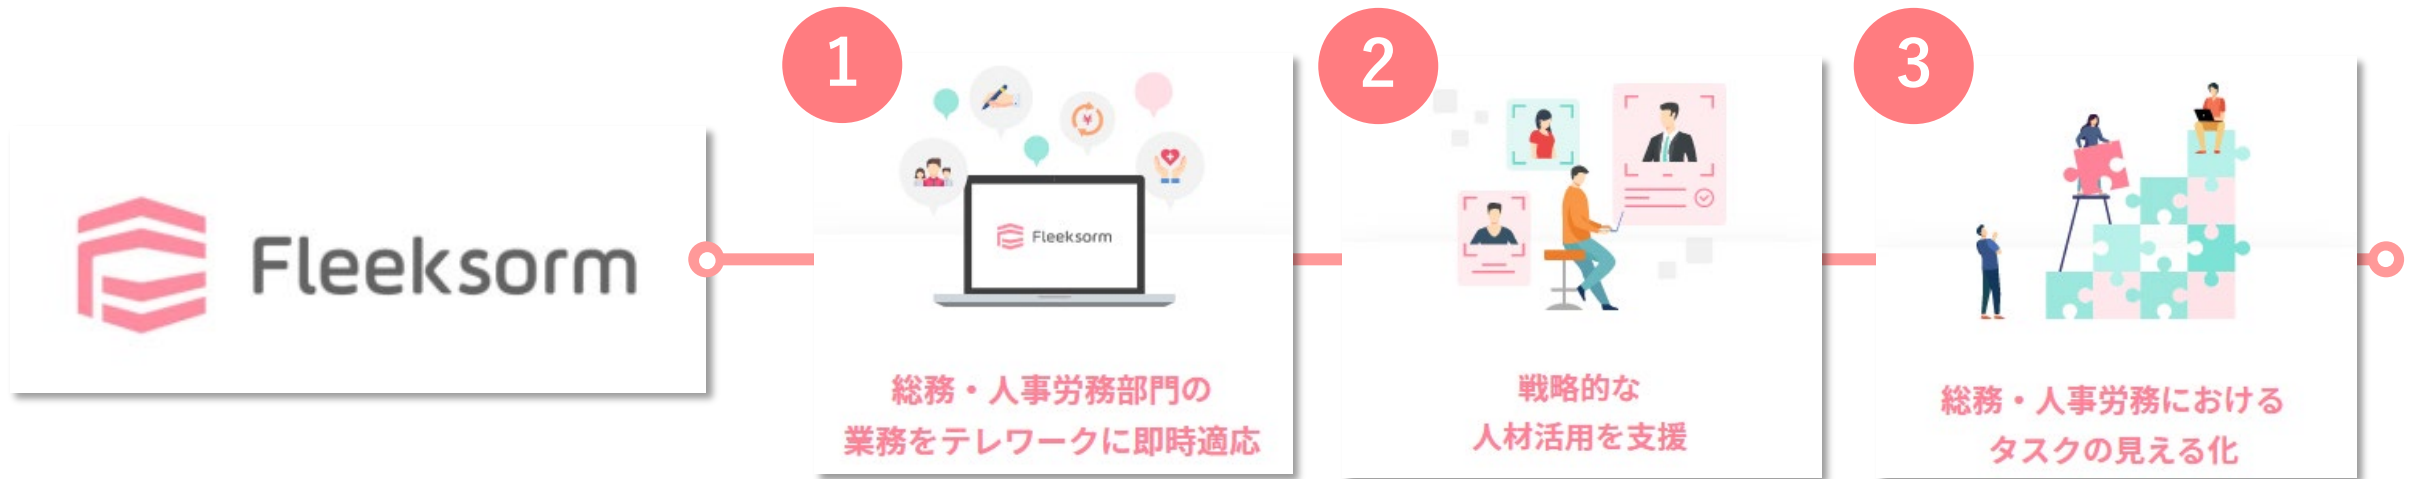 Fleeksorm
1
Fleeksorm
総務・人事労務部門の
業務をテレワークに即時適応
2
戦略的な
人材活用を支援
3
総務・人事労務における
タスクの見える化